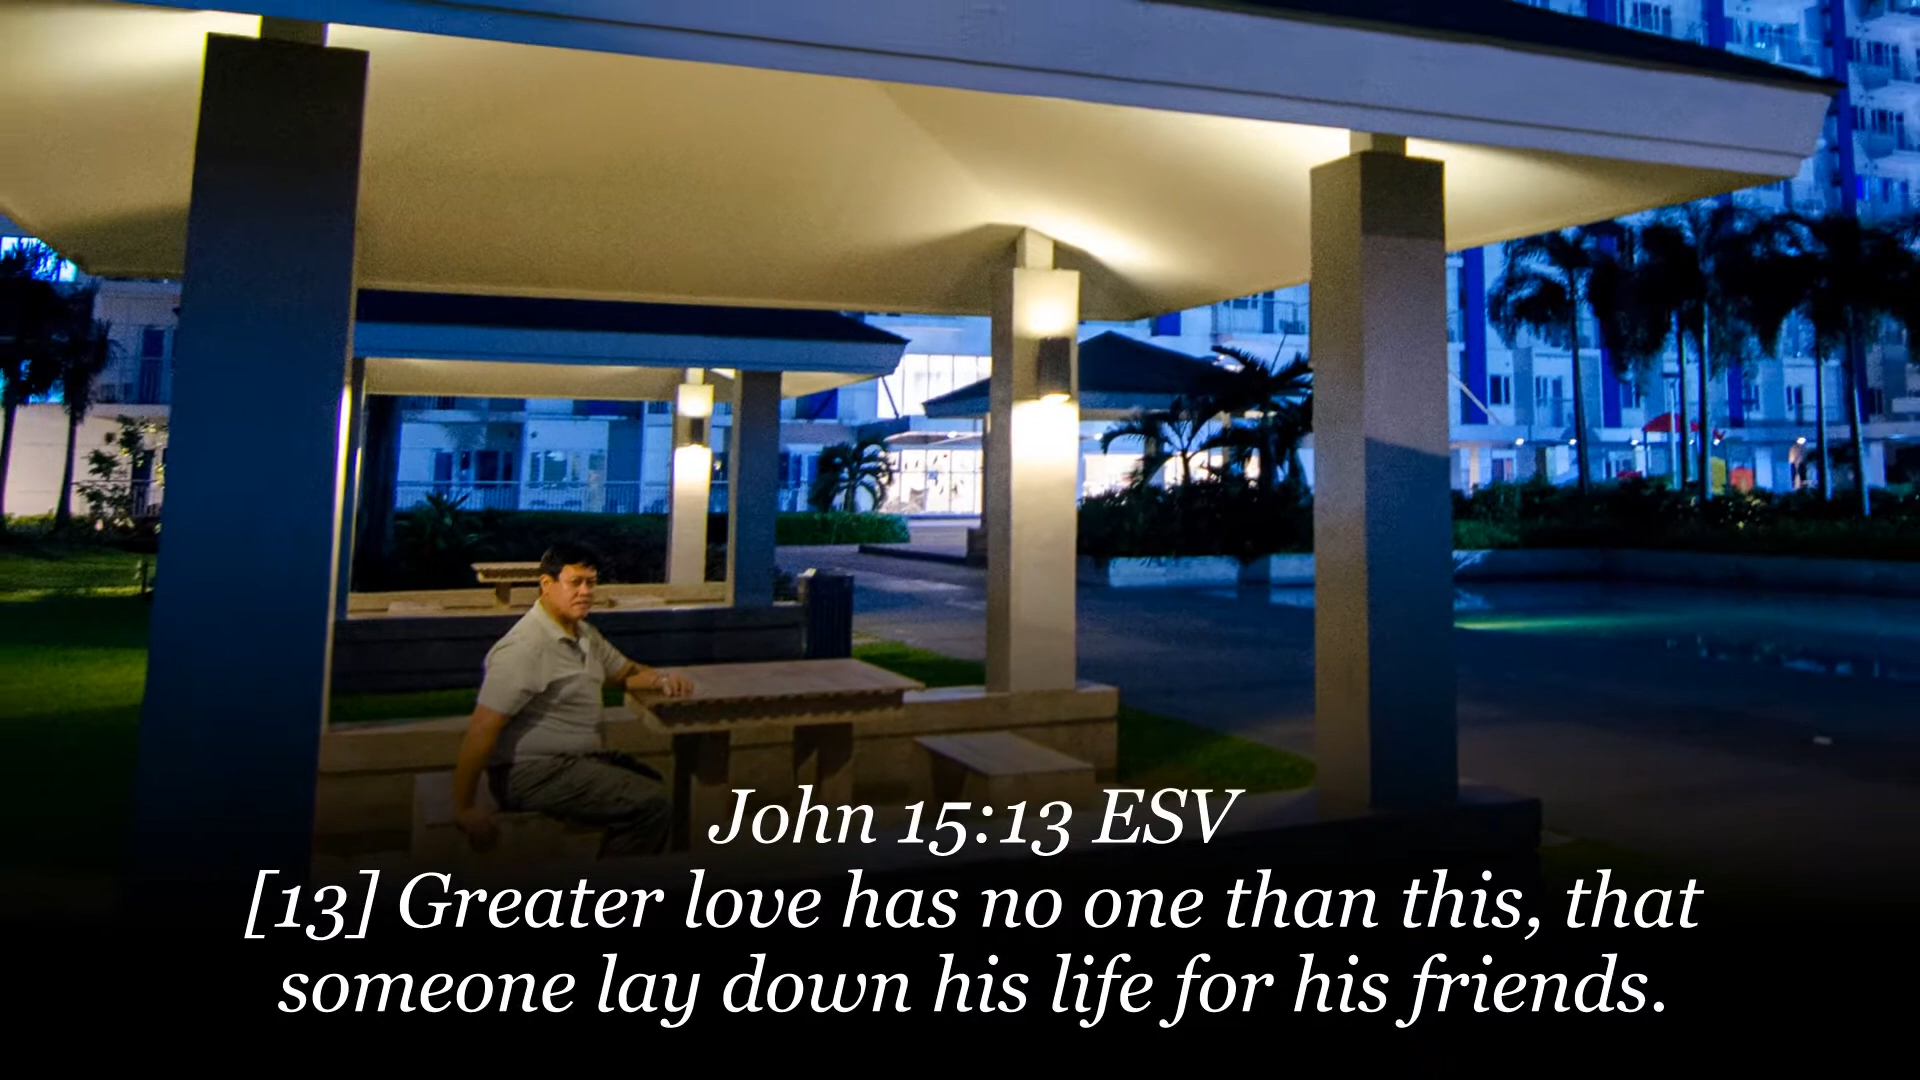 John 15:13 ESV
[13] Greater love has no one than this, that
someone lay down his life for his friends.